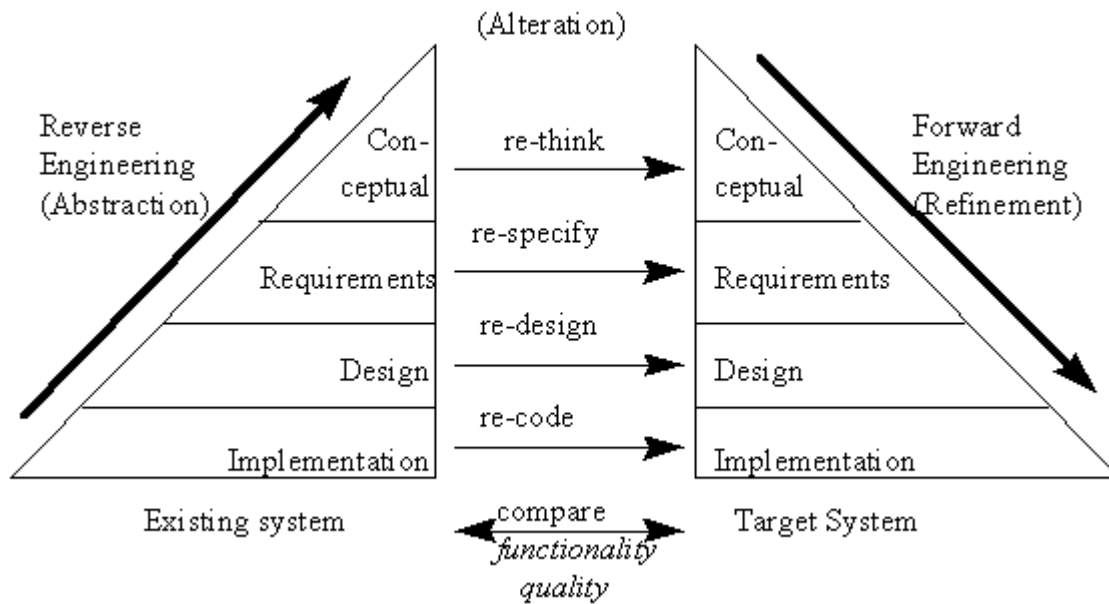 (Alteration)
Reverse
Engineering
(Abstraction)
Con-
ceptual
Requirements
Design
Implementation
Existing system
re-think
re-specify
re-design
re-code
compare
functionality
quality
Con-
ceptual
Requirements
Design
Implementation
Target System
Forward
Engineering
(Refinement)